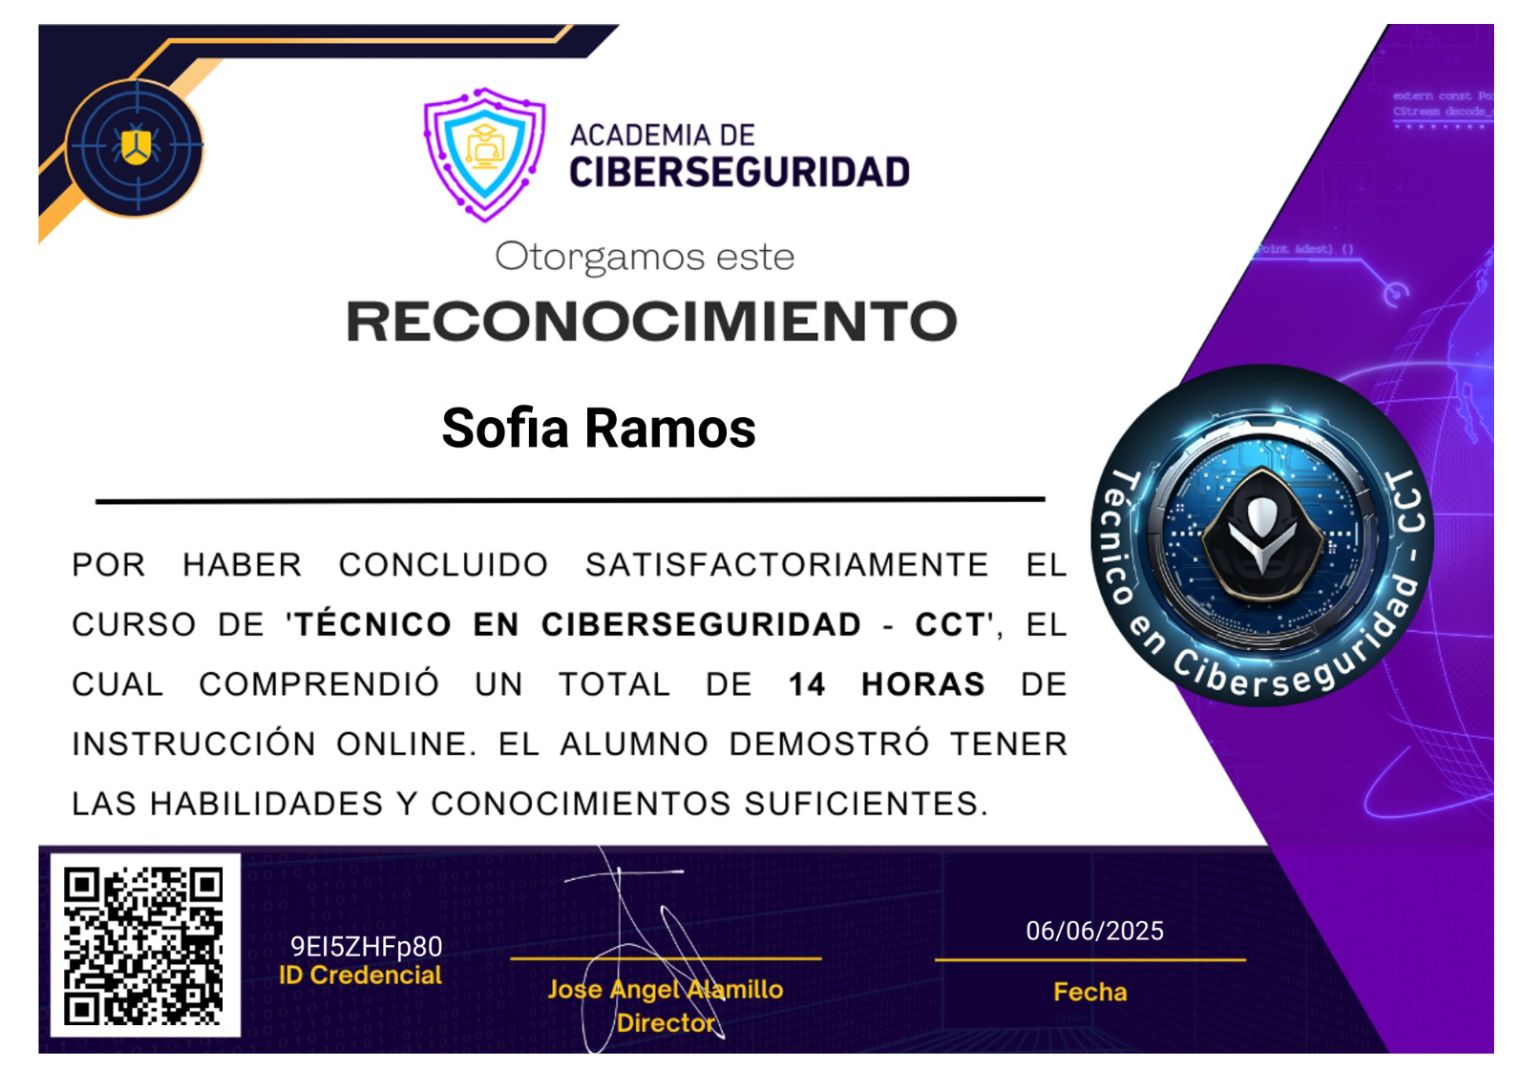 extern const Po
CStream decode_
ACADEMIA DE
CIBERSEGURIDAD
Otorgamos este
RECONOCIMIENTO
Point &dest) ()
Sofia Ramos
Técnico en Ciberseguridad - CCT
POR HABER CONCLUIDO SATISFACTORIAMENTE EL
CURSO DE 'TÉCNICO EN CIBERSEGURIDAD - CCT', EL
CUAL COMPRENDIÓ UN TOTAL DE 14 HORAS DE
INSTRUCCIÓN ONLINE. EL ALUMNO DEMOSTRÓ TENER
LAS HABILIDADES Y CONOCIMIENTOS SUFICIENTES.
9EI5ZHFp80
ID Credencial
Jose Angel Alamillo
Director
06/06/2025
Fecha